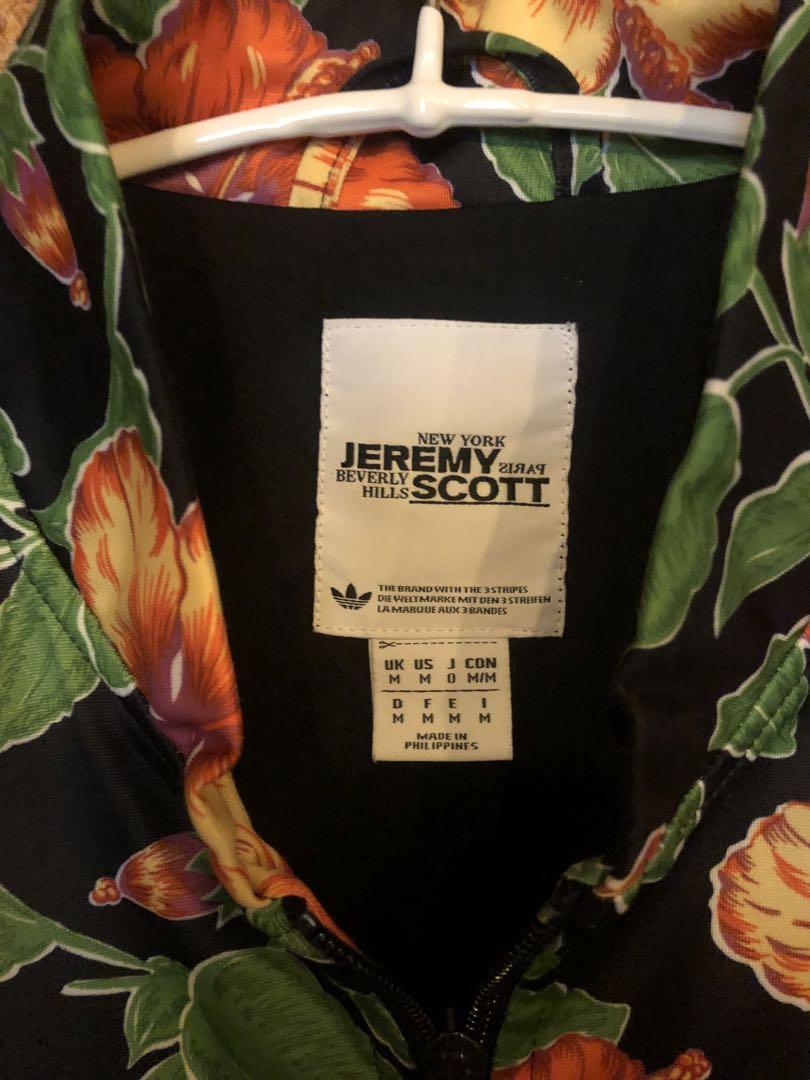 NEW YORK
JEREMY PARIS
BEVERLY
HILLS SCOTT
THE BRAND WITH THE 3 STRIPES
DIE WELTMARKE MIT DEN 3 STREIFEN
LA MARQUE AUX 3 BANDES
UK US J CDN
M M O M/M
D F E I
M M M M
MADE IN
PHILIPPINES